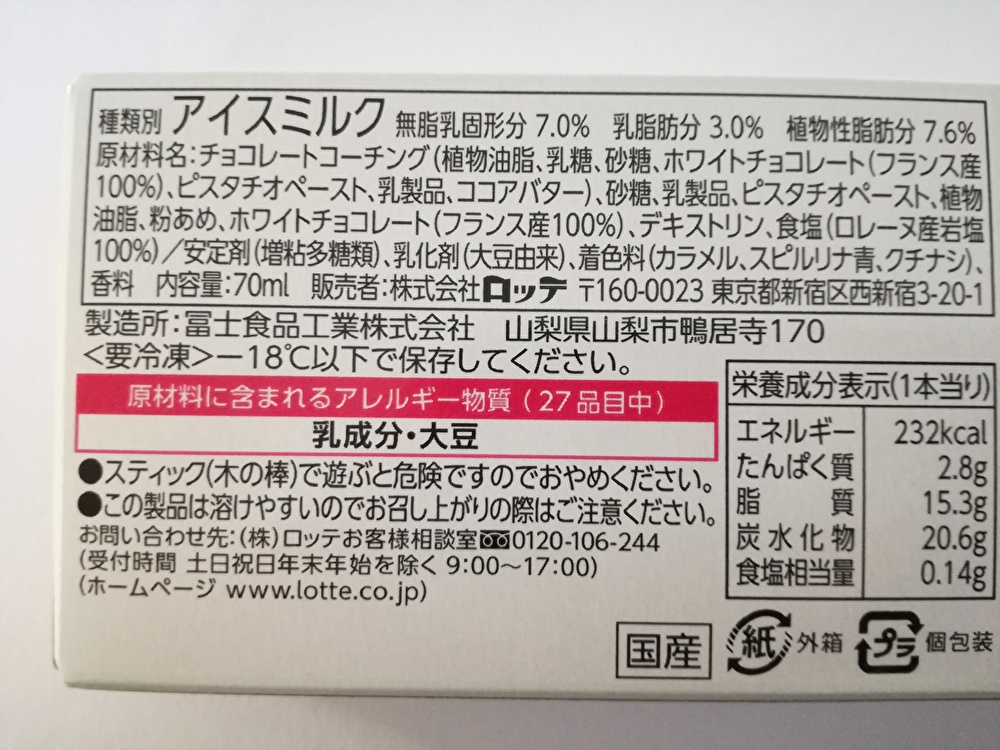 種類別 アイスミルク 無脂乳固形分 7.0% 乳脂肪分 3.0% 植物性脂肪分 7.6%
原材料名:チョコレートコーチング(植物油脂、乳糖、砂糖、ホワイトチョコレート(フランス産
100%)、ピスタチオペースト、乳製品、ココアバター)、砂糖、乳製品、ピスタチオペースト、植物
油脂、粉あめ、ホワイトチョコレート(フランス産100%)、デキストリン、食塩(ロレーヌ産岩塩
100%)/安定剤(増粘多糖類)、乳化剤(大豆由来)、着色料(カラメル、スピルリナ青、クチナシ)、
香料 内容量:70ml 販売者:株式会社ロッテ 〒160-0023 東京都新宿区西新宿3-20-1
製造所:冨士食品工業株式会社 山梨県山梨市鴨居寺170
<要冷凍>ー18℃以下で保存してください。
原材料に含まれるアレルギー物質(27品目中)
乳成分・大豆
●スティック(木の棒)で遊ぶと危険ですのでおやめください。
●この製品は溶けやすいのでお召し上がりの際はご注意ください。
お問い合わせ先:(株)ロッテお客様相談室 0120-106-244
(受付時間 土日祝日年末年始を除く 9:00〜17:00)
(ホームページ www.lotte.co.jp)
栄養成分表示(1本当り)
エネルギー 232kcal
たんぱく質 2.8g
脂質 15.3g
炭水化物 20.6g
食塩相当量 0.14g
国産 紙 外箱 プラ 個包装